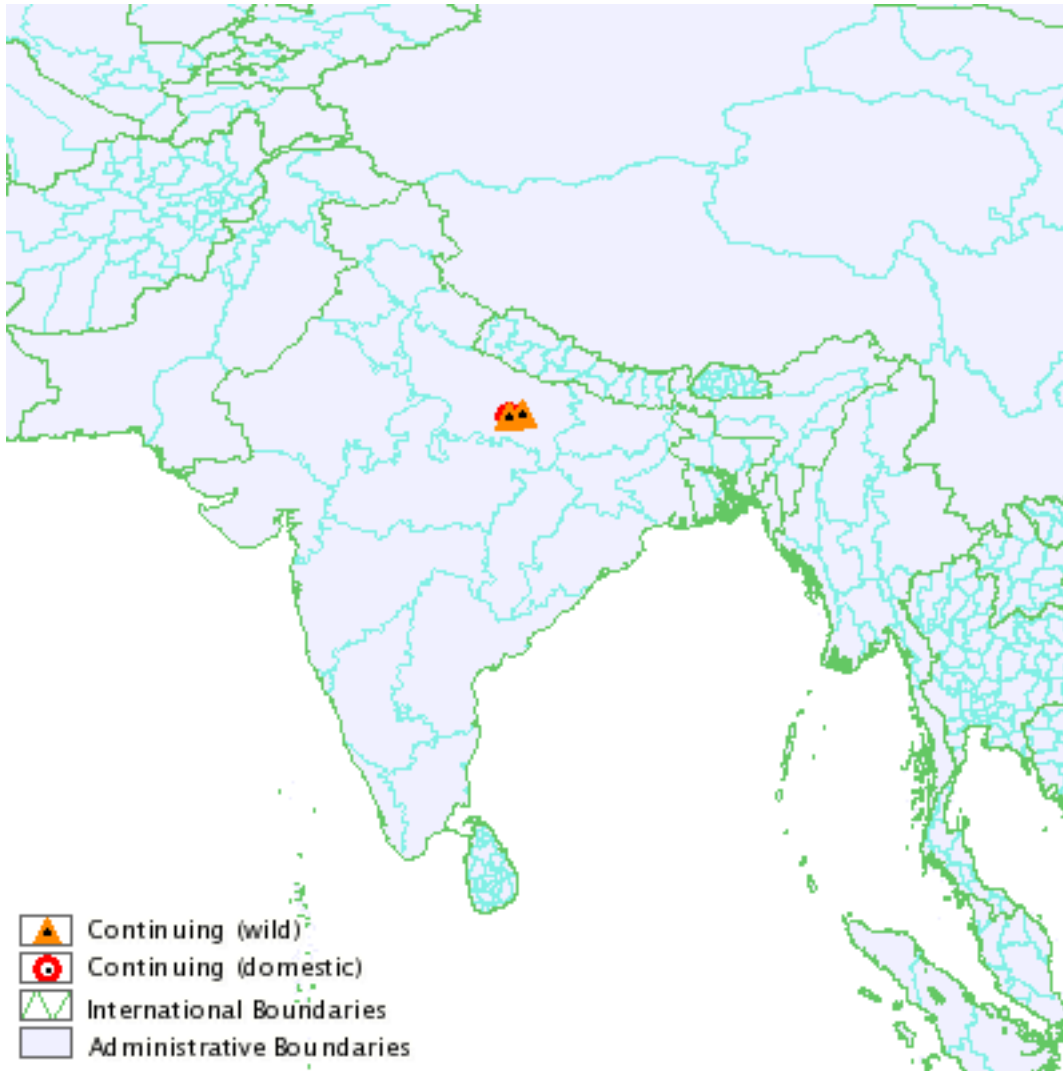 Continuing (wild)
Continuing (domestic)
International Boundaries
Administrative Boundaries